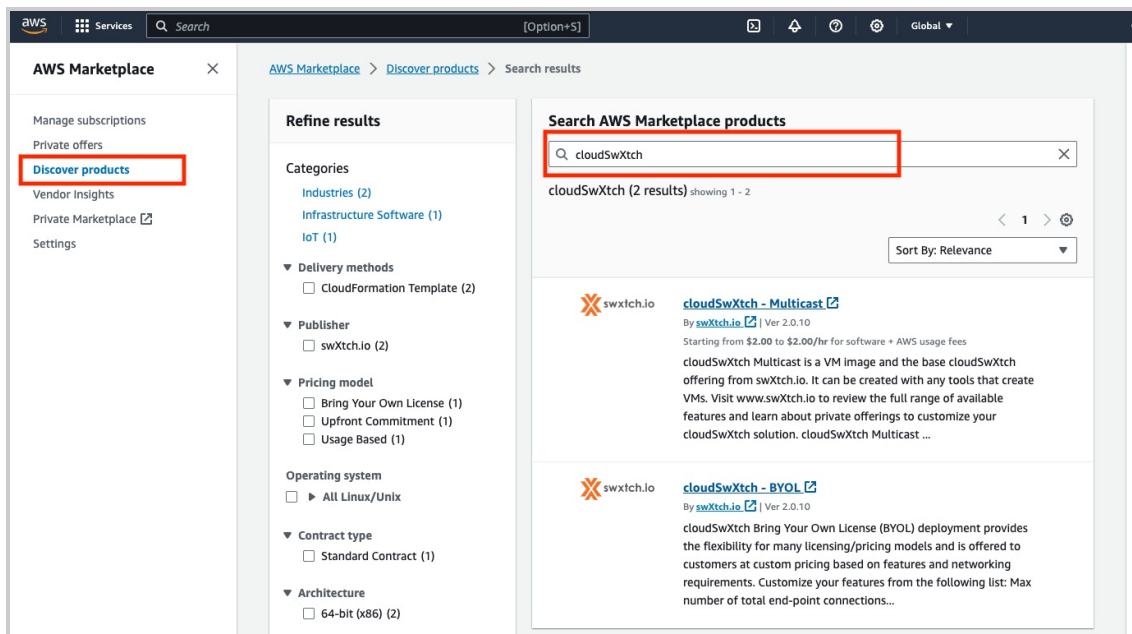 aws Services Search [Option+S] Global
AWS Marketplace
Manage subscriptions
Private offers
Discover products
Vendor Insights
Private Marketplace
Settings
AWS Marketplace > Discover products > Search results
Refine results
Categories
Industries (2)
Infrastructure Software (1)
IoT (1)
Delivery methods
CloudFormation Template (2)
Publisher
swXtch.io (2)
Pricing model
Bring Your Own License (1)
Upfront Commitment (1)
Usage Based (1)
Operating system
All Linux/Unix
Contract type
Standard Contract (1)
Architecture
64-bit (x86) (2)
Search AWS Marketplace products
cloudSwXtch
cloudSwXtch (2 results) showing 1 - 2
1
Sort By: Relevance
swxtch.io
cloudSwXtch - Multicast
By swXtch.io | Ver 2.0.10
Starting from $2.00 to $2.00/hr for software + AWS usage fees
cloudSwXtch Multicast is a VM image and the base cloudSwXtch
offering from swXtch.io. It can be created with any tools that create
VMs. Visit www.swXtch.io to review the full range of available
features and learn about private offerings to customize your
cloudSwXtch solution. cloudSwXtch Multicast ...
swxtch.io
cloudSwXtch - BYOL
By swXtch.io | Ver 2.0.10
cloudSwXtch Bring Your Own License (BYOL) deployment provides
the flexibility for many licensing/pricing models and is offered to
customers at custom pricing based on features and networking
requirements. Customize your features from the following list: Max
number of total end-point connections...